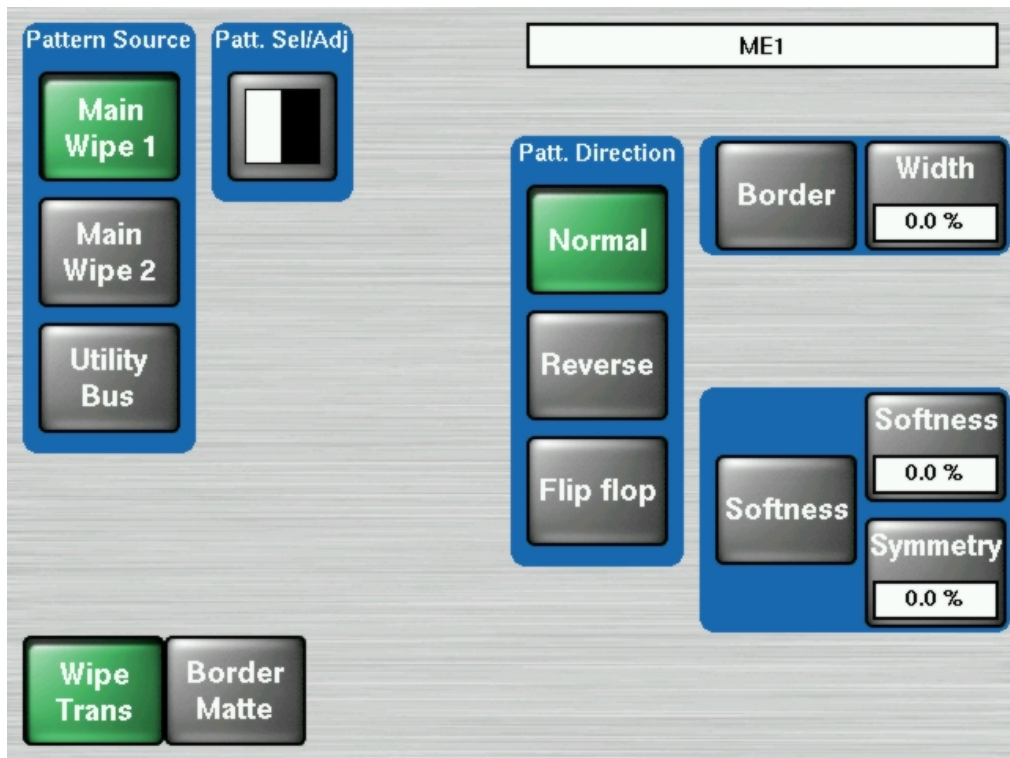 Pattern Source
Main
Wipe 1
Main
Wipe 2
Utility
Bus
Patt. Sel/Adj
ME1
Patt. Direction
Normal
Reverse
Flip flop
Border
Width
0.0 %
Softness
Softness
0.0 %
Symmetry
0.0 %
Wipe
Trans
Border
Matte